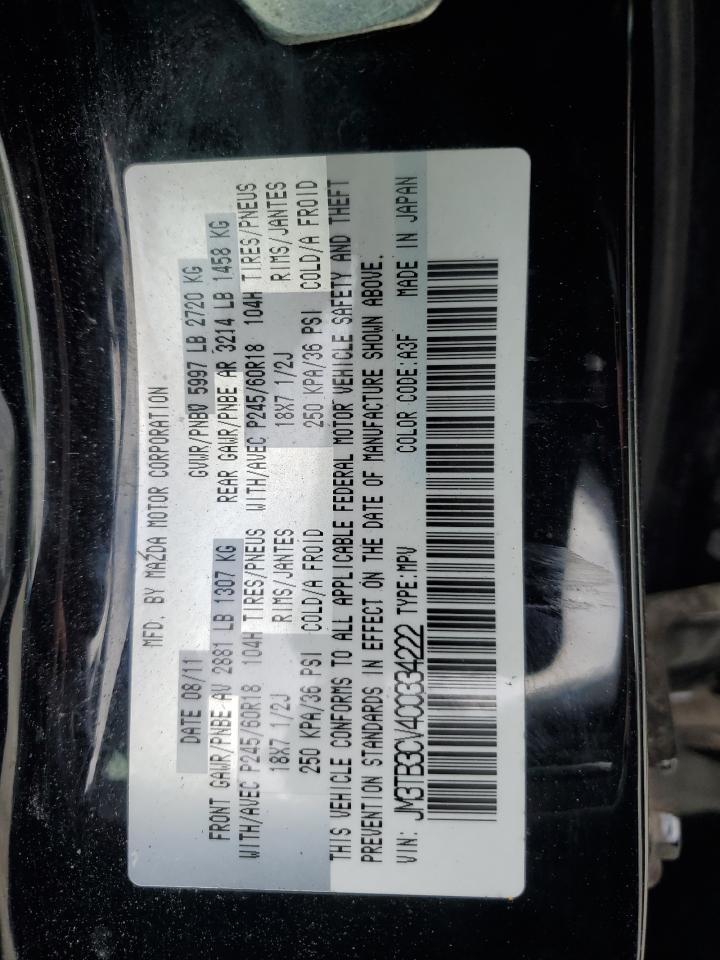 MFD. BY MAZDA MOTOR CORPORATION
DATE 08/11 GVWR/PNBV 5997 LB 2720 KG
FRONT GAWR/PNBE AV 2881 LB 1307 KG REAR GAWR/PNBE AR 3214 LB 1458 KG
WITH/AVEC P245/60R18 104H TIRES/PNEUS WITH/AVEC P245/60R18 104H TIRES/PNEUS
18X7 1/2J RIMS/JANTES 18X7 1/2J RIMS/JANTES
250 KPA/36 PSI COLD/A FROID 250 KPA/36 PSI COLD/A FROID
THIS VEHICLE CONFORMS TO ALL APPLICABLE FEDERAL MOTOR VEHICLE SAFETY AND THEFT
PREVENTION STANDARDS IN EFFECT ON THE DATE OF MANUFACTURE SHOWN ABOVE.
VIN: JM3TB3CV4C0334222 TYPE:MPV COLOR CODE:A3F MADE IN JAPAN